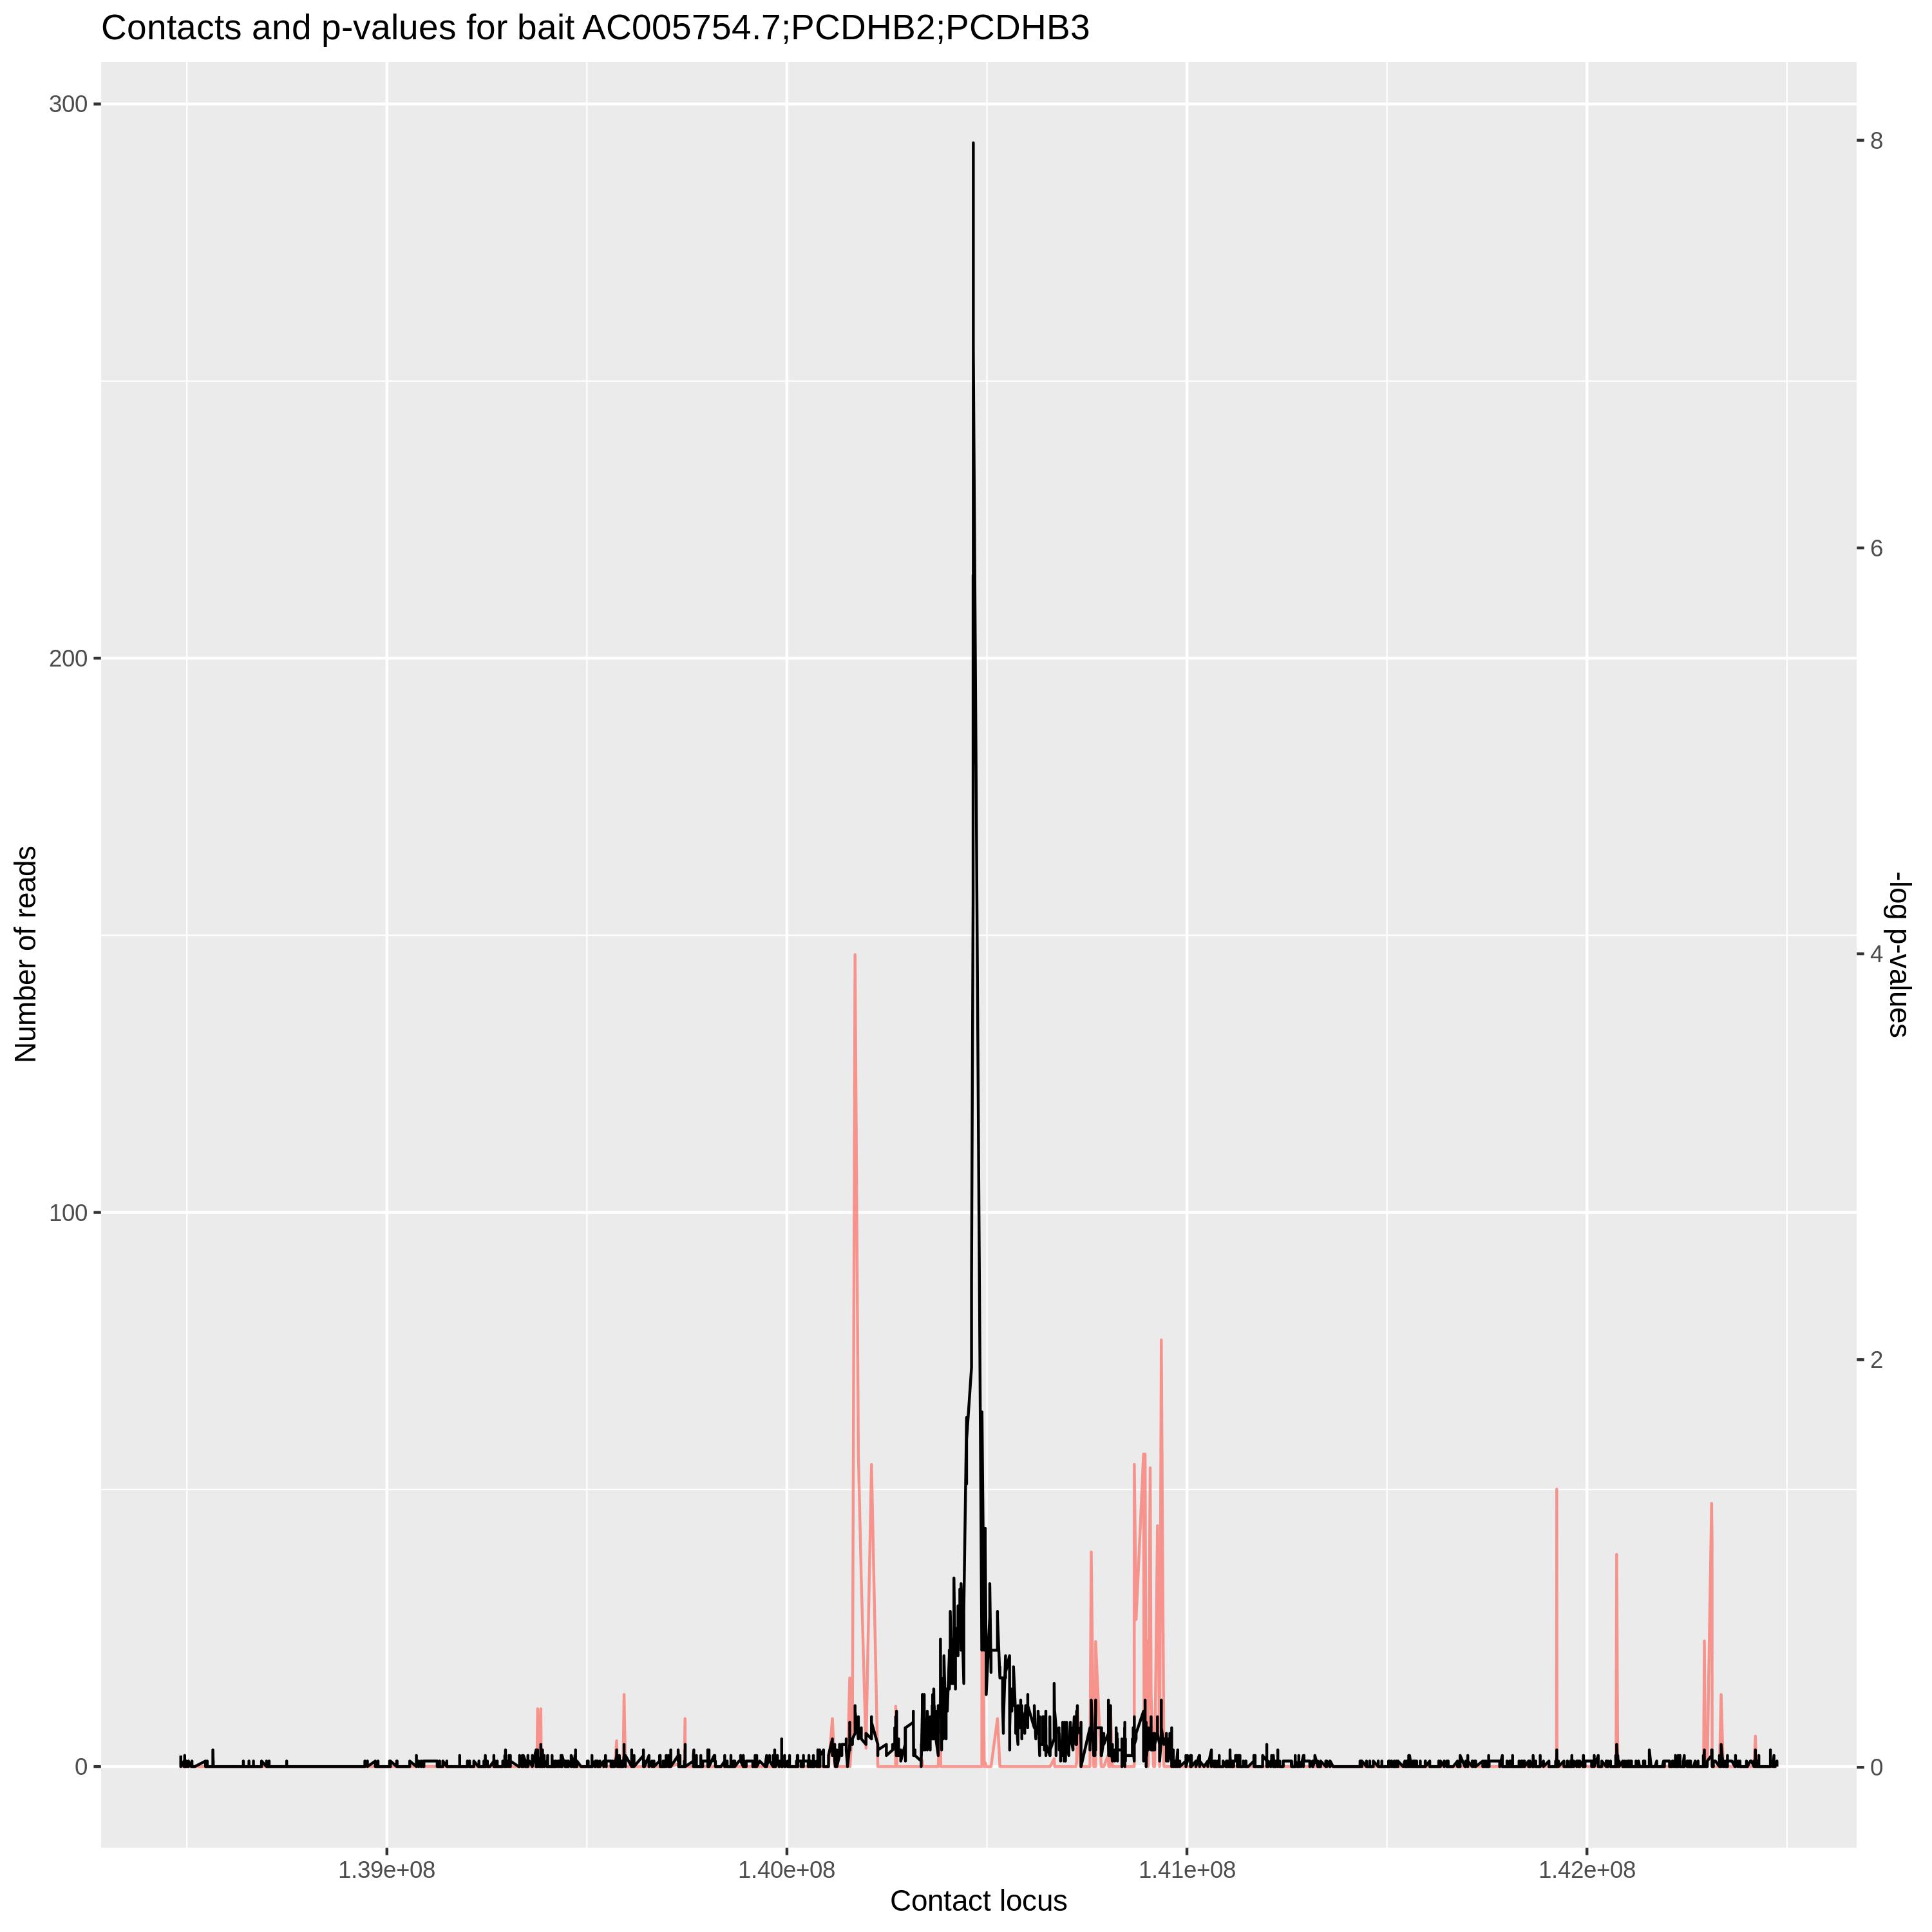 Contacts and p-values for bait AC005754.7;PCDHB2;PCDHB3
300
200
100
0
Number of reads
8
6
4
2
0
-log p-values
1.39e+08
1.40e+08
1.41e+08
1.42e+08
Contact locus